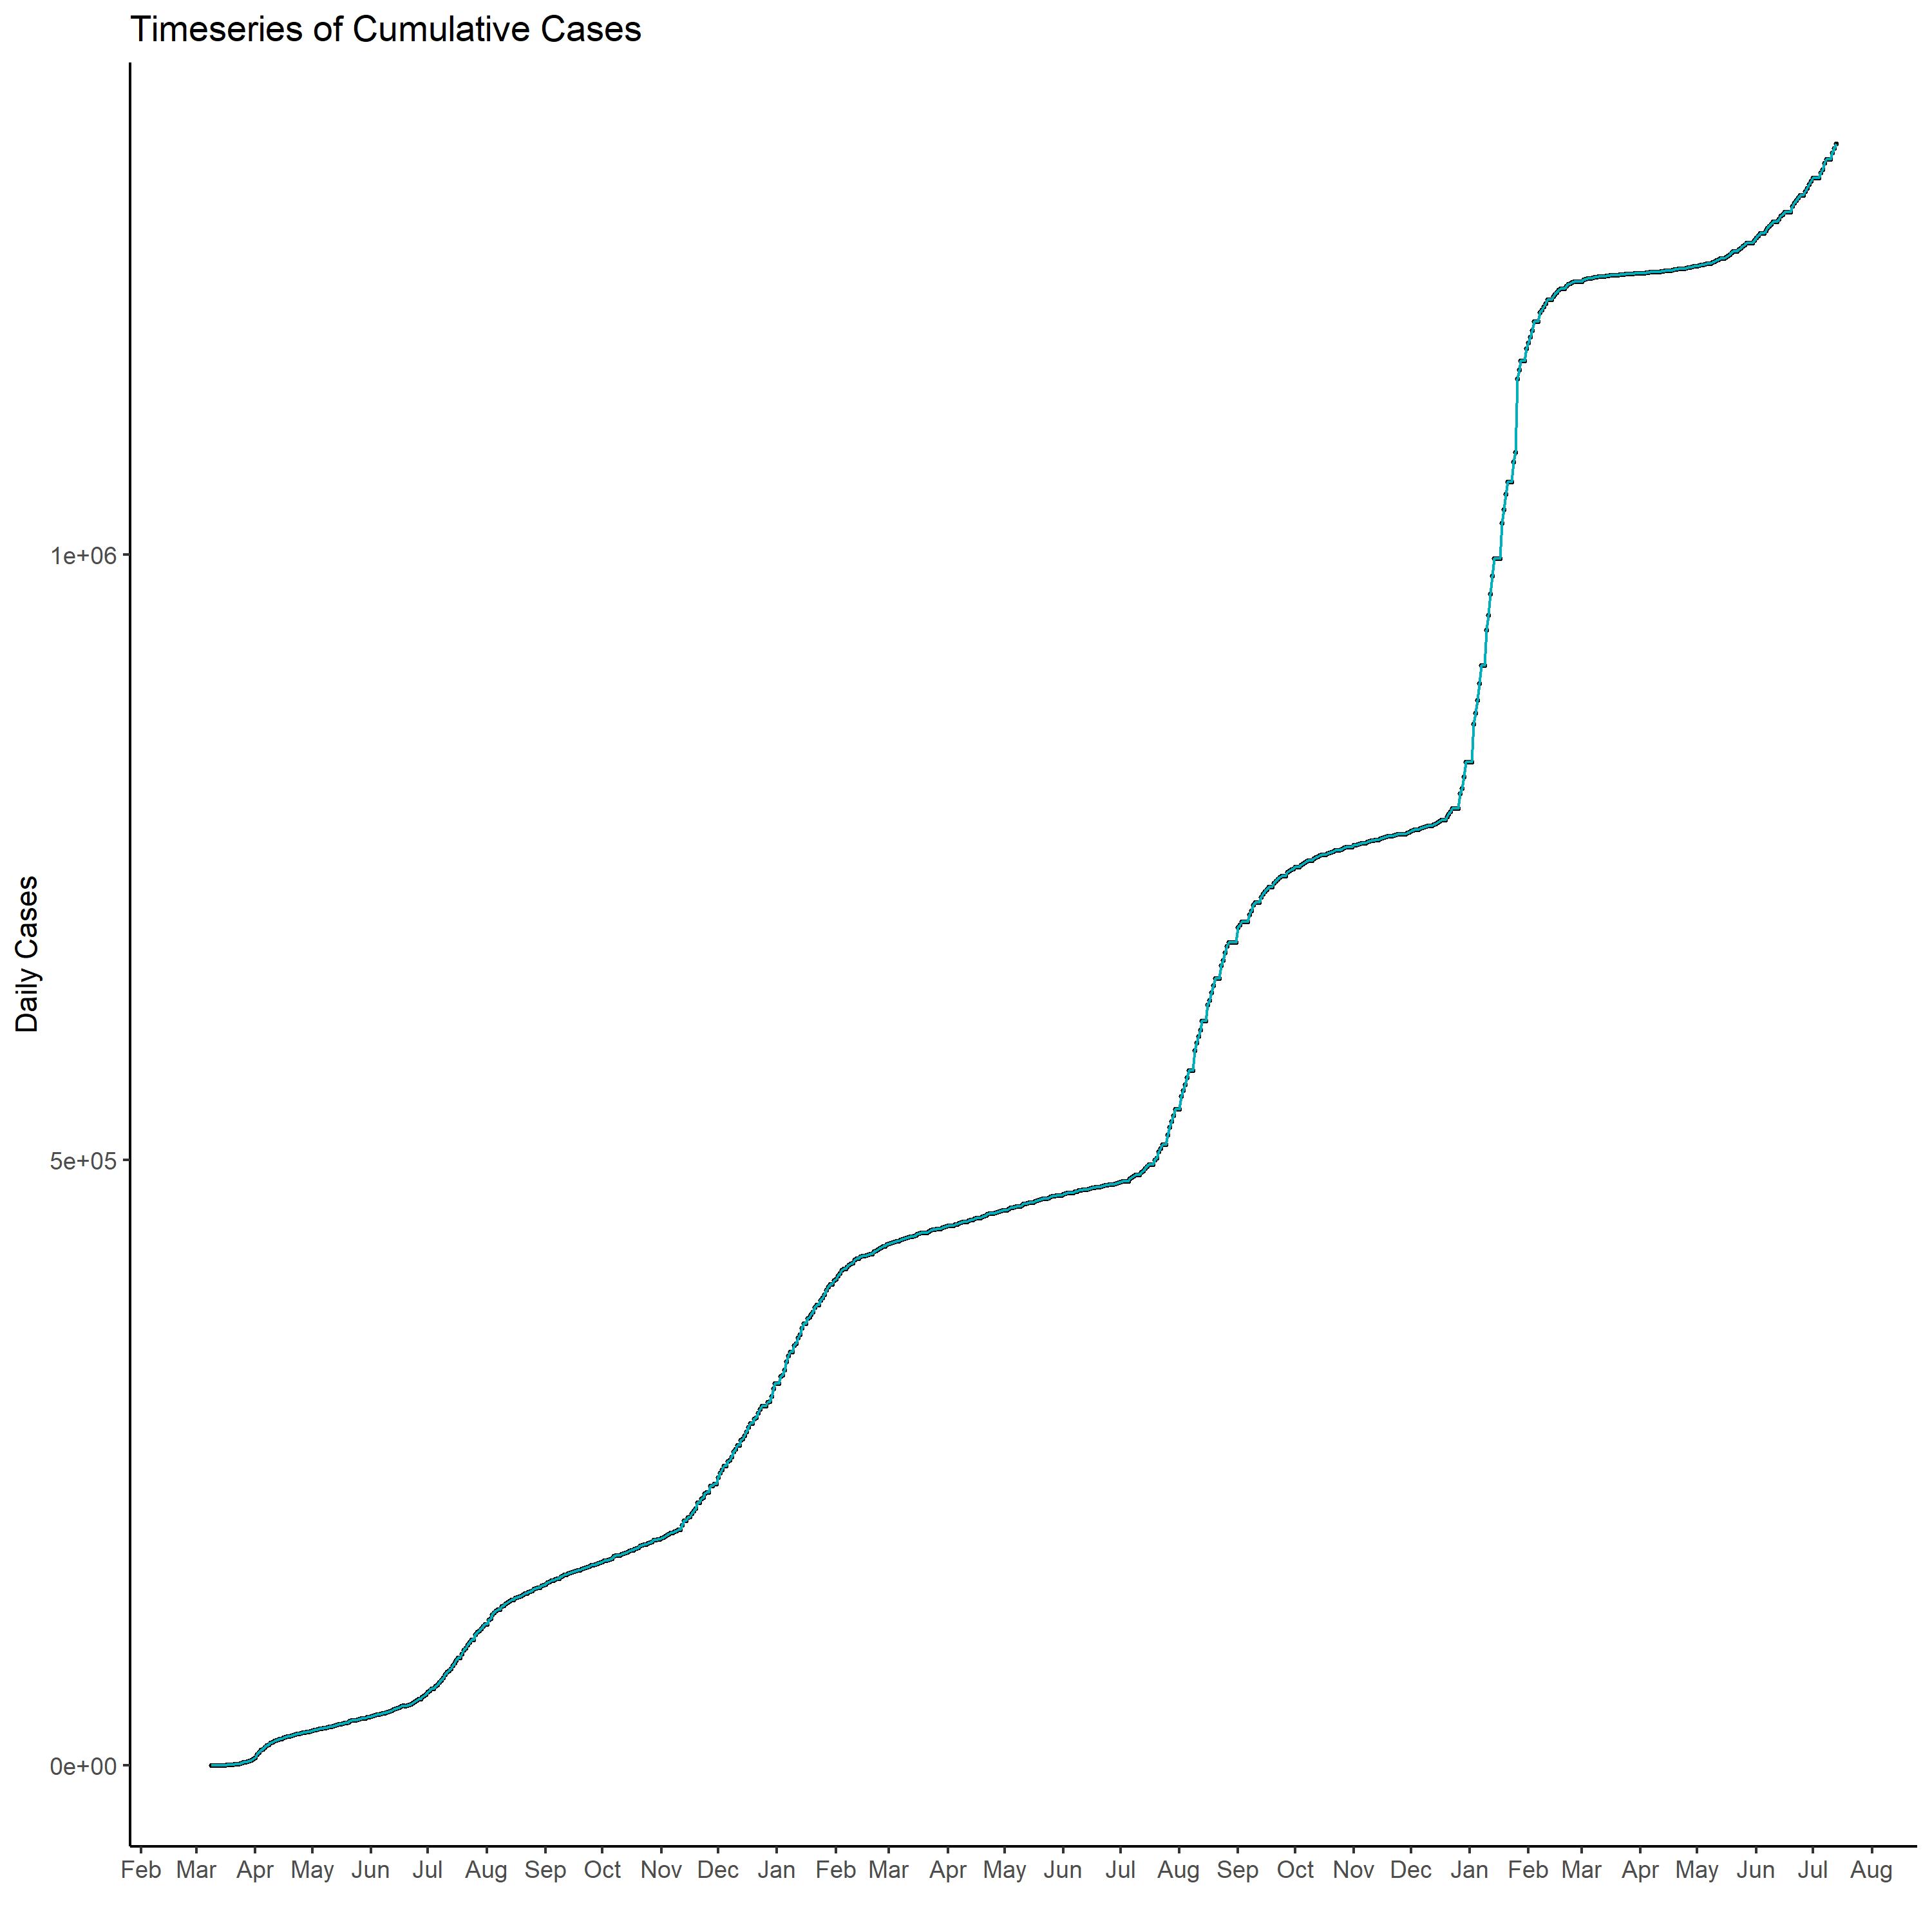 Timeseries of Cumulative Cases
Daily Cases
1e+06
5e+05
0e+00
Feb Mar Apr May Jun Jul Aug Sep Oct Nov Dec Jan Feb Mar Apr May Jun Jul Aug Sep Oct Nov Dec Jan Feb Mar Apr May Jun Jul Aug